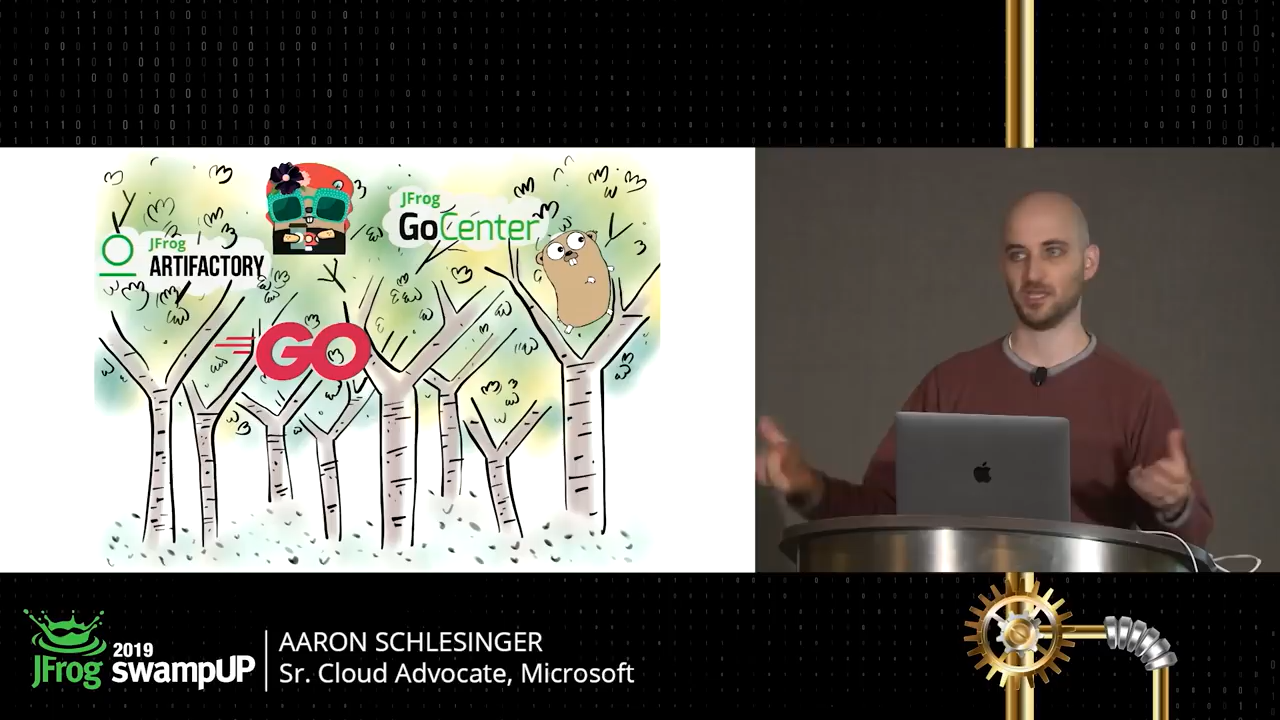 JFrog
GoCenter
JFrog
ARTIFACTORY
GO
2019
JFrog swampUP
AARON SCHLESINGER
Sr. Cloud Advocate, Microsoft